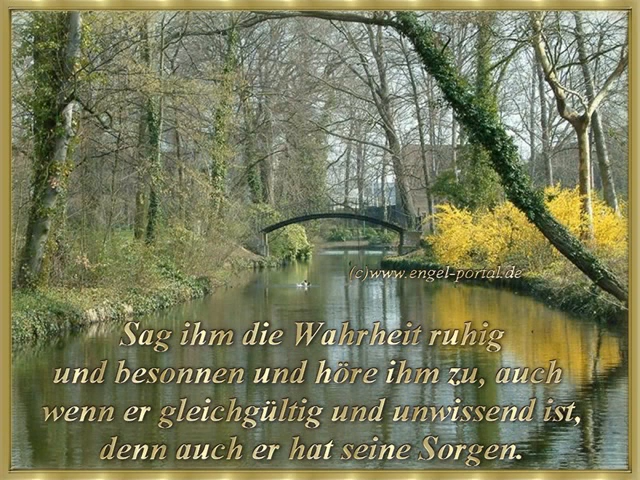 (c)www.engel-portal.de
Sag ihm die Wahrheit ruhig
und besonnen und höre ihm zu, auch
wenn er gleichgültig und unwissend ist,
denn auch er hat seine Sorgen.